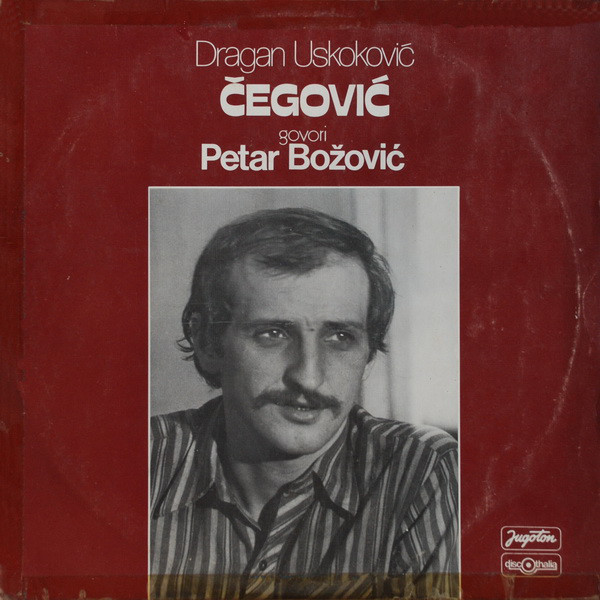 Dragan Uskoković
ČEGOVIĆ
govori
Petar Božović
Jugoton
discothalia